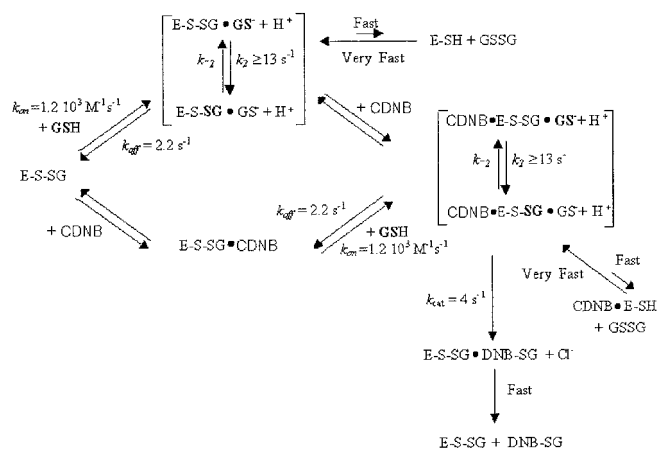 E-S-SG • GS⁻ + H⁺
k₋₂ k₂ ≥ 13 s⁻¹
E-S-SG • GS⁻ + H⁺
Fast
Very Fast
E-SH + GSSG
kon = 1.2 10³ M⁻¹s⁻¹
+ GSH
koff = 2.2 s⁻¹
E-S-SG
+ CDNB
+ CDNB
E-S-SG • CDNB
koff = 2.2 s⁻¹
+ GSH
kon = 1.2 10³ M⁻¹s⁻¹
CDNB • E-S-SG • GS⁻ + H⁺
k₋₂ k₂ ≥ 13 s⁻
CDNB • E-S-SG • GS⁻ + H⁺
Fast
Very Fast
CDNB • E-SH
+ GSSG
kcat = 4 s⁻¹
E-S-SG • DNB-SG + Cl⁻
Fast
E-S-SG + DNB-SG